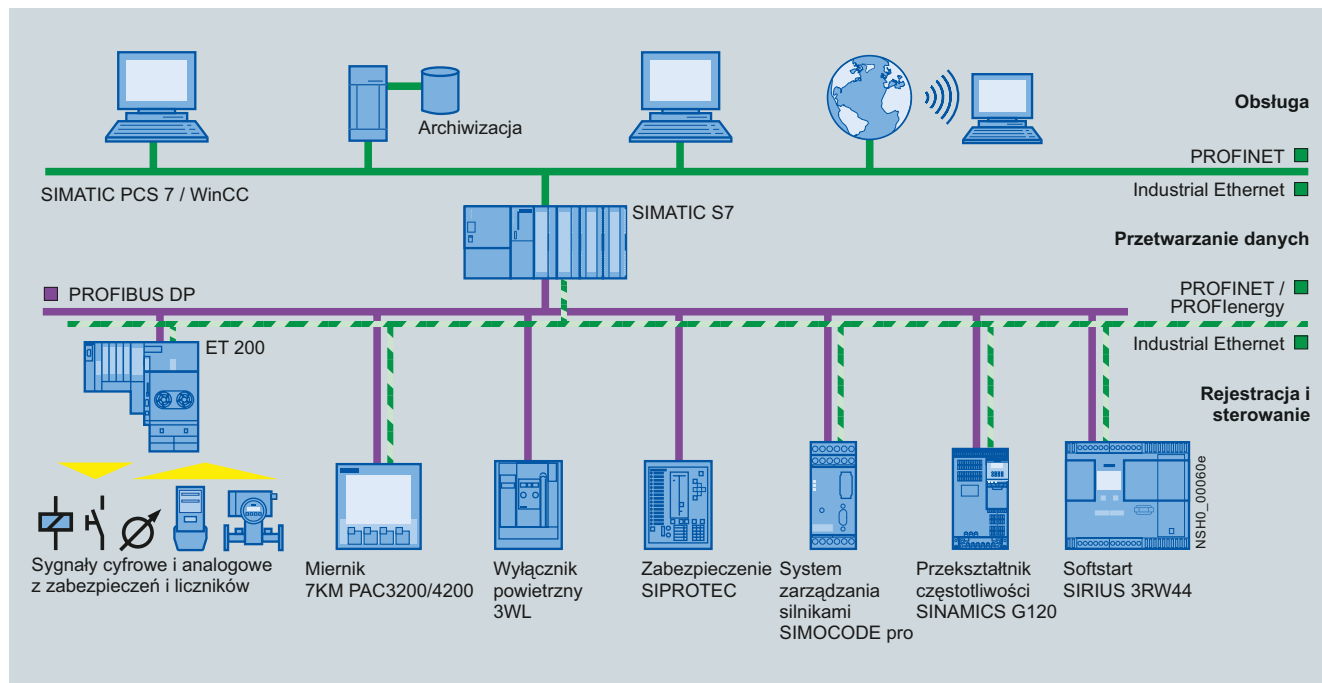 Archiwizacja
Obsługa
PROFINET
SIMATIC PCS 7 / WinCC
Industrial Ethernet
SIMATIC S7
Przetwarzanie danych
PROFIBUS DP
PROFINET /
PROFIenergy
ET 200
Industrial Ethernet
Rejestracja i
sterowanie
NSH0_00060e
Sygnały cyfrowe i analogowe
z zabezpieczeń i liczników
Miernik
7KM PAC3200/4200
Wyłącznik
powietrzny
3WL
Zabezpieczenie
SIPROTEC
System
zarządzania
silnikami
SIMOCODE pro
Przekształtnik
częstotliwości
SINAMICS G120
Softstart
SIRIUS 3RW44